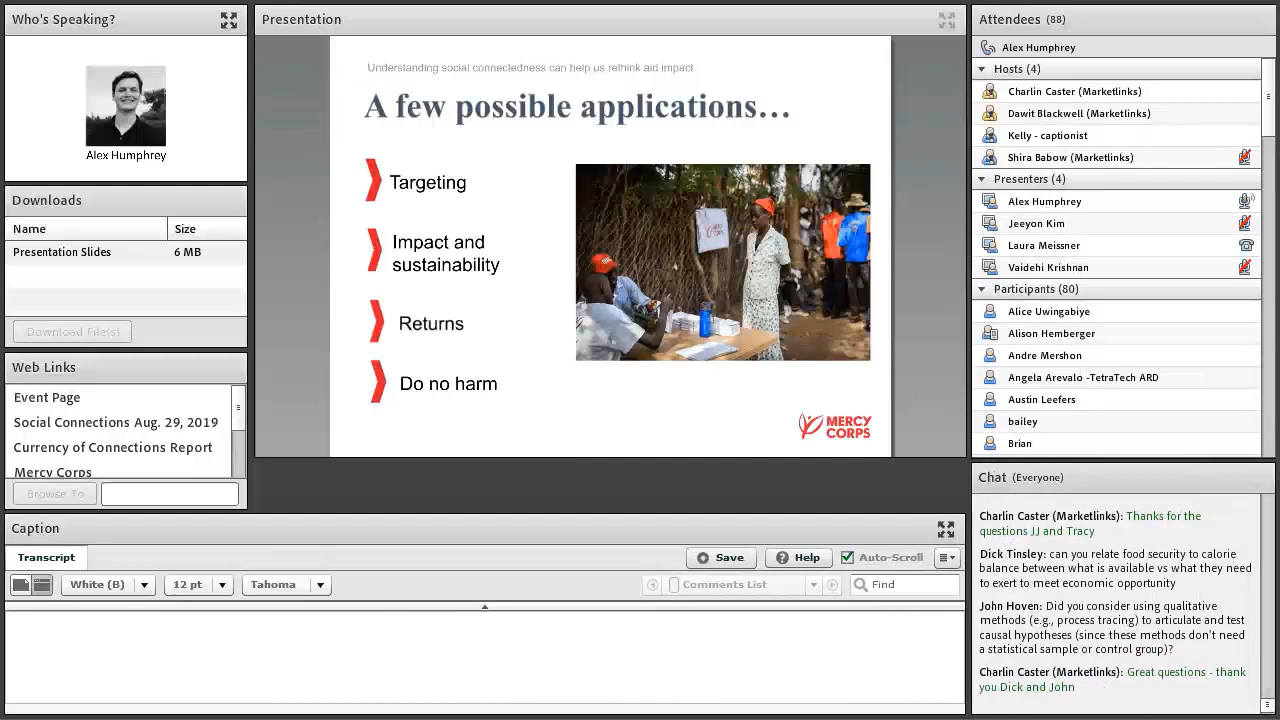 Who's Speaking?
Alex Humphrey
Downloads
Name Size
Presentation Slides 6 MB
Download File(s)
Web Links
Event Page
Social Connections Aug. 29, 2019
Currency of Connections Report
Mercy Corps
Browse To
Presentation
Understanding social connectedness can help us rethink aid impact
A few possible applications…
Targeting
Impact and
sustainability
Returns
Do no harm
MERCY
CORPS
MERCY
CORPS
Caption
Transcript
Save
Help
Auto-Scroll
White (B)
12 pt
Tahoma
Comments List
Find
Attendees (88)
Alex Humphrey
Hosts (4)
Charlin Caster (Marketlinks)
Dawit Blackwell (Marketlinks)
Kelly - captionist
Shira Babow (Marketlinks)
Presenters (4)
Alex Humphrey
Jeeyon Kim
Laura Meissner
Vaidehi Krishnan
Participants (80)
Alice Uwingabiye
Alison Hemberger
Andre Mershon
Angela Arevalo -TetraTech ARD
Austin Leefers
bailey
Brian
Chat (Everyone)
Charlin Caster (Marketlinks): Thanks for the
questions JJ and Tracy
Dick Tinsley: can you relate food security to calorie
balance between what is available vs what they need
to exert to meet economic opportunity
John Hoven: Did you consider using qualitative
methods (e.g., process tracing) to articulate and test
causal hypotheses (since these methods don't need
a statistical sample or control group)?
Charlin Caster (Marketlinks): Great questions - thank
you Dick and John